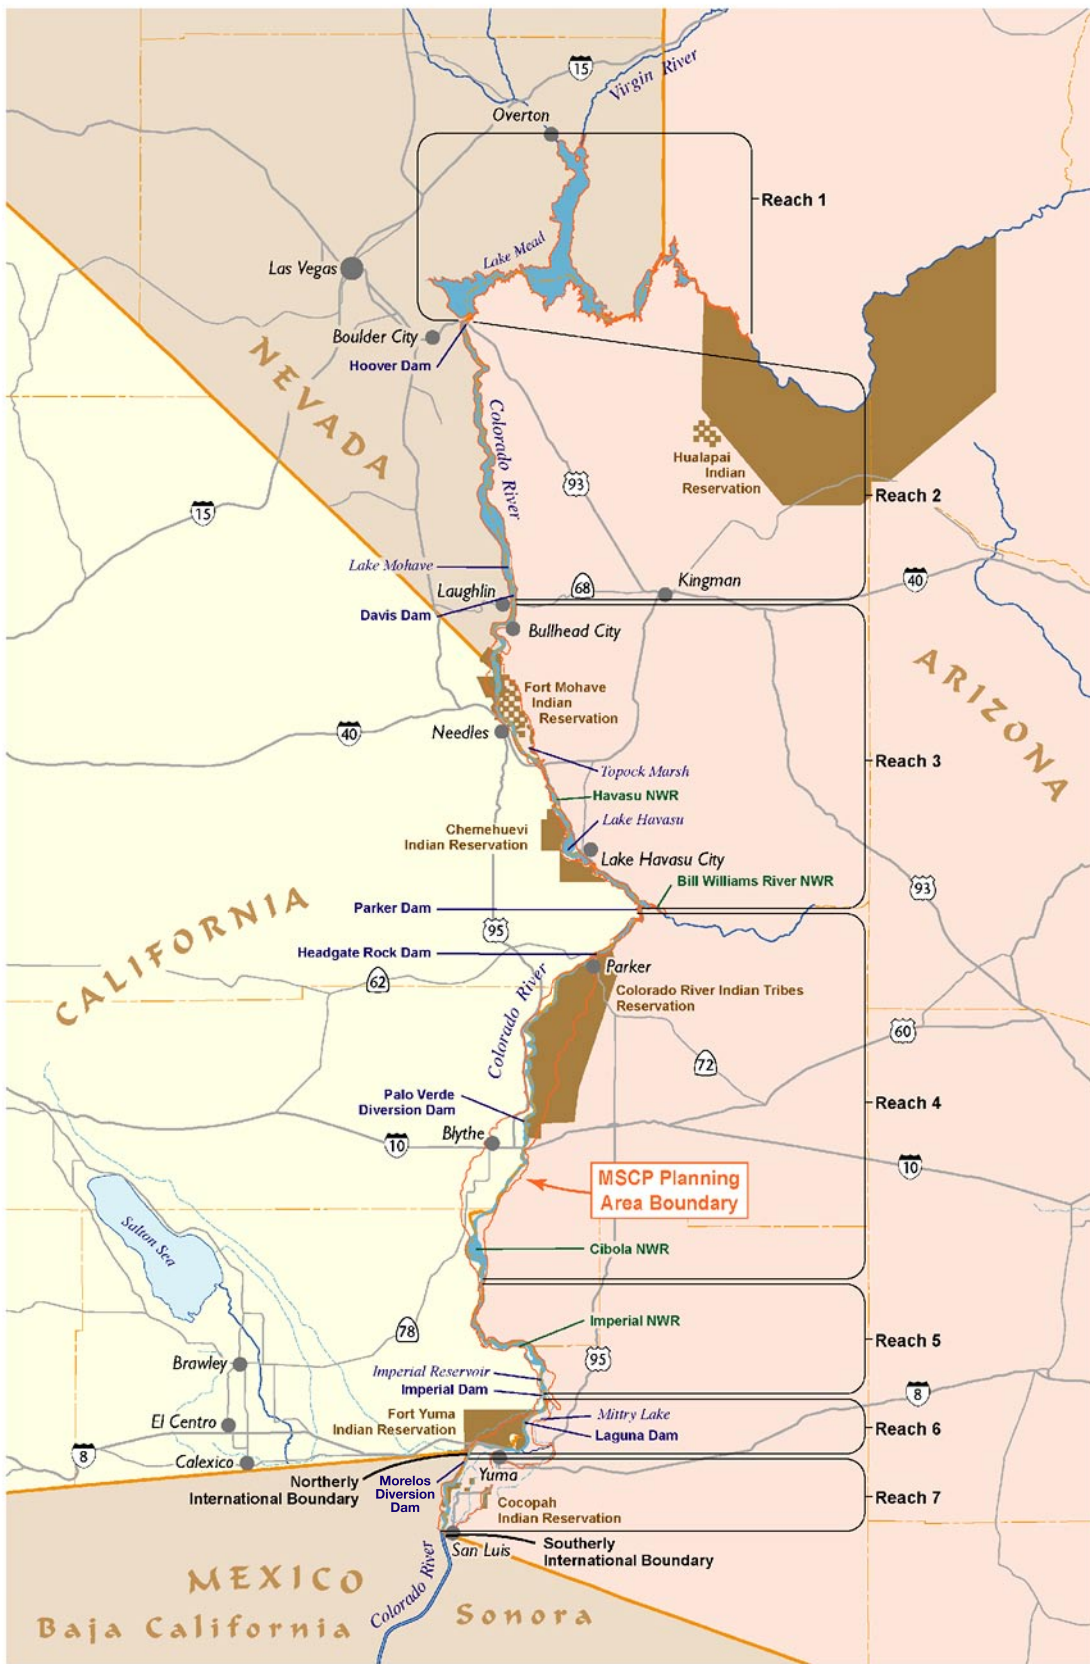 15
Virgin River
Overton
Reach 1
Lake Mead
Las Vegas
Boulder City
Hoover Dam
NEVADA
Colorado River
Hualapai
Indian
Reservation
93
Reach 2
15
Lake Mohave
Laughlin
68
Kingman
40
Davis Dam
Bullhead City
ARIZONA
Fort Mohave
Indian
Reservation
40
Needles
Topock Marsh
Reach 3
Havasu NWR
Lake Havasu
Chemehuevi
Indian Reservation
Lake Havasu City
Bill Williams River NWR
93
Parker Dam
95
CALIFORNIA
Headgate Rock Dam
Parker
62
Colorado River
Colorado River Indian Tribes
Reservation
60
72
Palo Verde
Diversion Dam
Reach 4
Blythe
10
10
MSCP Planning
Area Boundary
Salton Sea
Cibola NWR
78
Imperial NWR
Reach 5
95
Brawley
Imperial Reservoir
Imperial Dam
8
El Centro
Fort Yuma
Indian Reservation
Mittry Lake
Laguna Dam
Reach 6
8
Calexico
Northerly
International Boundary
Morelos
Diversion
Dam
Yuma
Cocopah
Indian Reservation
Reach 7
San Luis
Southerly
International Boundary
MEXICO
Baja California
Colorado River
Sonora